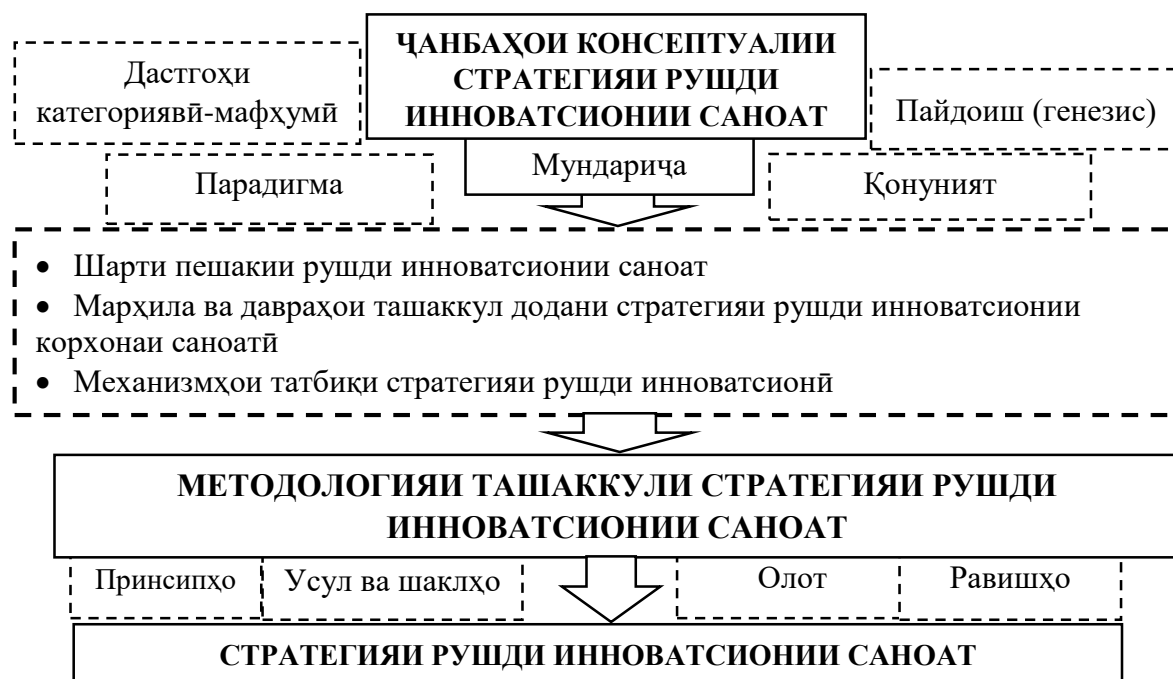 ҶАНБАҲОИ КОНСЕПТУАЛИИ
СТРАТЕГИЯИ РУШДИ
ИННОВАТСИОНИИ САНОАТ
Дастгоҳи
категориявӣ-мафҳумӣ
Пайдоиш (генезис)
Парадигма
Мундариҷа
Қонуният
• Шарти пешакии рушди инноватсионии саноат
• Марҳила ва давраҳои ташаккул додани стратегияи рушди инноватсионии
корхонаи саноатӣ
• Механизмҳои татбиқи стратегияи рушди инноватсионӣ
МЕТОДОЛОГИЯИ ТАШАККУЛИ СТРАТЕГИЯИ РУШДИ
ИННОВАТСИОНИИ САНОАТ
Принсипҳо
Усул ва шаклҳо
Олот
Равишҳо
СТРАТЕГИЯИ РУШДИ ИННОВАТСИОНИИ САНОАТ